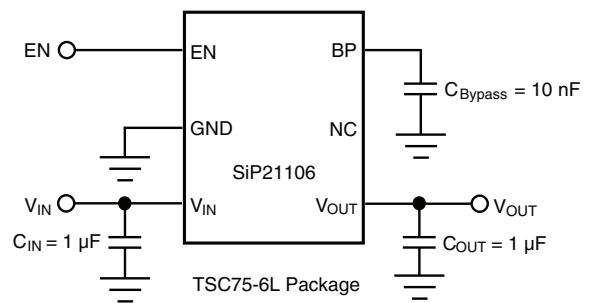 EN
EN
BP
C_Bypass = 10 nF
GND
NC
SiP21106
V_IN
V_IN
V_OUT
V_OUT
C_IN = 1 µF
C_OUT = 1 µF
TSC75-6L Package